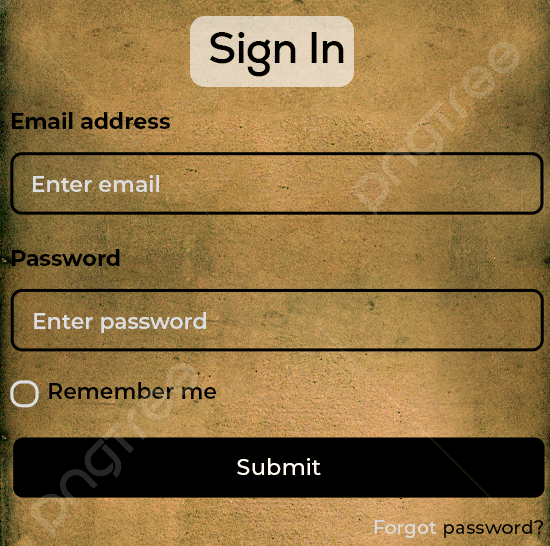 Sign In
Email address
Enter email
Password
Enter password
Remember me
Submit
Forgot password?
pngtree
pngtree